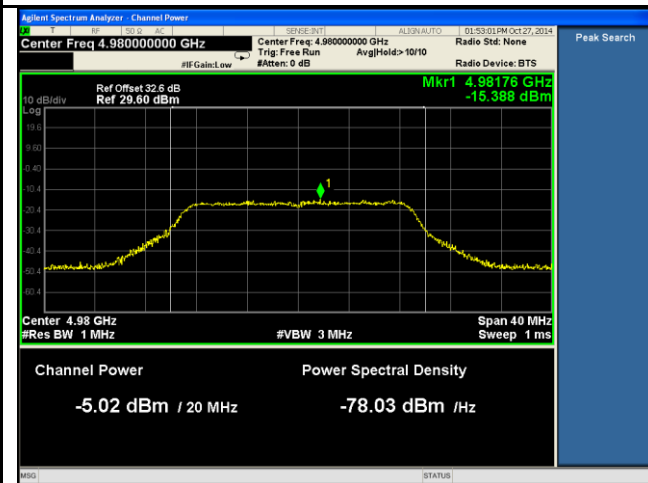 Agilent Spectrum Analyzer - Channel Power
T RF 50 Ω AC SENSE:INT ALIGN AUTO 01:53:01 PM Oct 27, 2014
Center Freq 4.980000000 GHz Center Freq: 4.980000000 GHz Radio Std: None
Trig: Free Run Avg|Hold:> 10/10
#IFGain:Low #Atten: 0 dB Radio Device: BTS
Peak Search
Ref Offset 32.6 dB Mkr1 4.98176 GHz
10 dB/div Ref 29.60 dBm -15.388 dBm
Log
19.6
9.60
-0.40
-10.4
1
-20.4
-30.4
-40.4
-50.4
-60.4
Center 4.98 GHz Span 40 MHz
#Res BW 1 MHz #VBW 3 MHz Sweep 1 ms
Channel Power Power Spectral Density
-5.02 dBm / 20 MHz -78.03 dBm /Hz
MSG STATUS